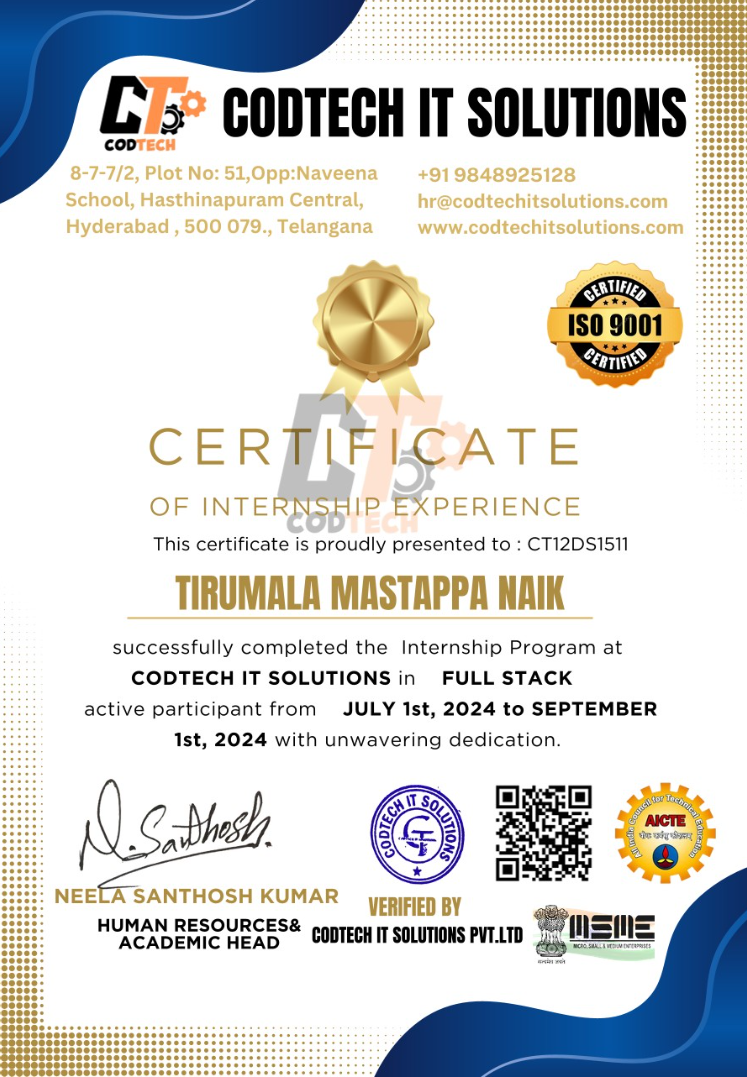 CODTECH
CODTECH IT SOLUTIONS
8-7-7/2, Plot No: 51,Opp:Naveena
School, Hasthinapuram Central,
Hyderabad , 500 079., Telangana
+91 9848925128
hr@codtechitsolutions.com
www.codtechitsolutions.com
CERTIFIED
ISO 9001
CERTIFIED
CERTIFICATE
OF INTERNSHIP EXPERIENCE
CODTECH
This certificate is proudly presented to : CT12DS1511
TIRUMALA MASTAPPA NAIK
successfully completed the Internship Program at
CODTECH IT SOLUTIONS in FULL STACK
active participant from JULY 1st, 2024 to SEPTEMBER
1st, 2024 with unwavering dedication.
N.Santhosh.
NEELA SANTHOSH KUMAR
HUMAN RESOURCES&
ACADEMIC HEAD
CODTECH IT SOLUTIONS
CT
VERIFIED BY
CODTECH IT SOLUTIONS PVT.LTD
All India Council for Technical Education
AICTE
सत्यमेव जयते
MSME
MICRO, SMALL & MEDIUM ENTERPRISES